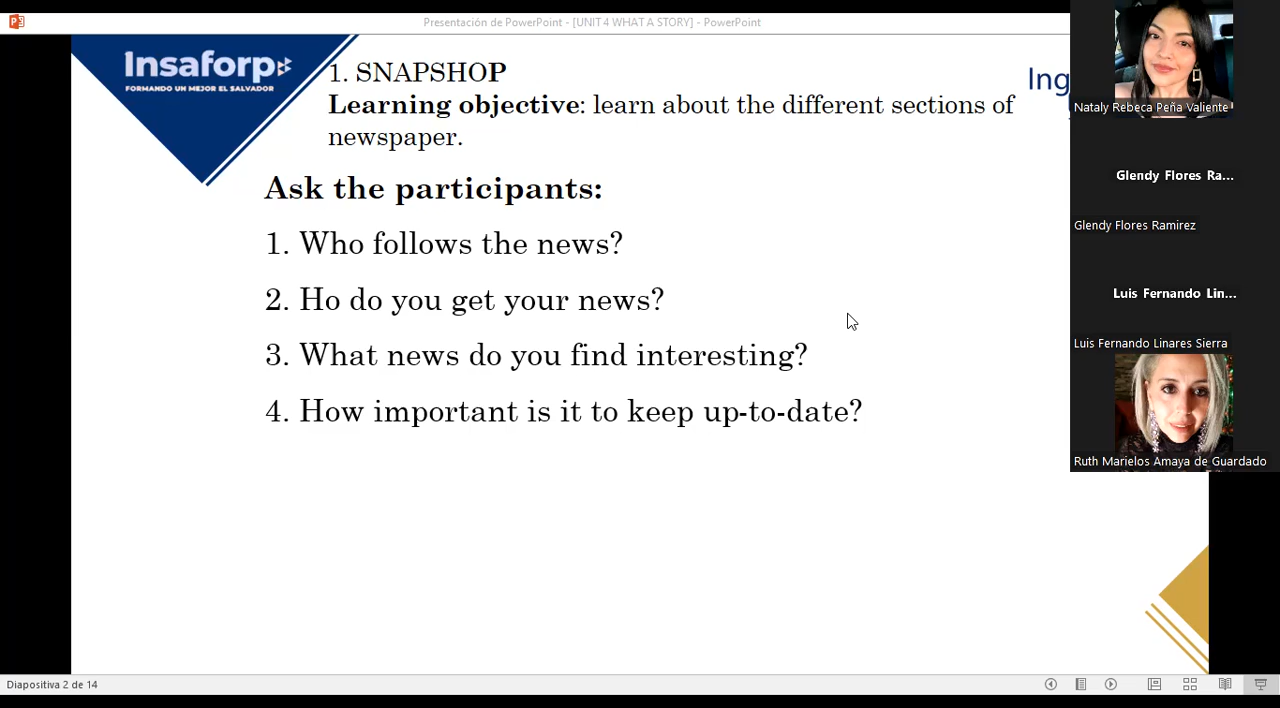 Presentación de PowerPoint - [UNIT 4 WHAT A STORY] - PowerPoint
Insaforp
FORMANDO UN MEJOR EL SALVADOR
1. SNAPSHOP
Learning objective: learn about the different sections of
newspaper.
Ing
Ask the participants:
1. Who follows the news?
2. Ho do you get your news?
3. What news do you find interesting?
4. How important is it to keep up-to-date?
Nataly Rebeca Peña Valiente
Glendy Flores Ra...
Glendy Flores Ramirez
Luis Fernando Lin...
Luis Fernando Linares Sierra
Ruth Marielos Amaya de Guardado
Diapositiva 2 de 14